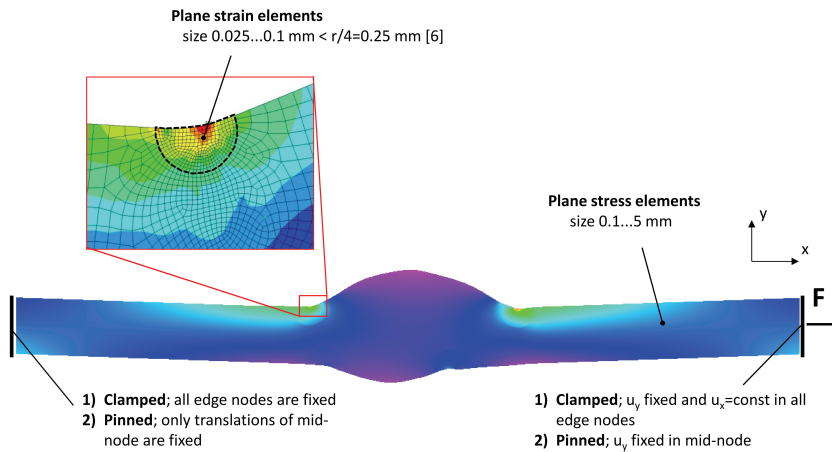 Plane strain elements
size 0.025...0.1 mm < r/4=0.25 mm [6]
Plane stress elements
size 0.1...5 mm
y
x
F
1) Clamped; all edge nodes are fixed
2) Pinned; only translations of mid-
node are fixed
1) Clamped; uy fixed and ux=const in all
edge nodes
2) Pinned; uy fixed in mid-node